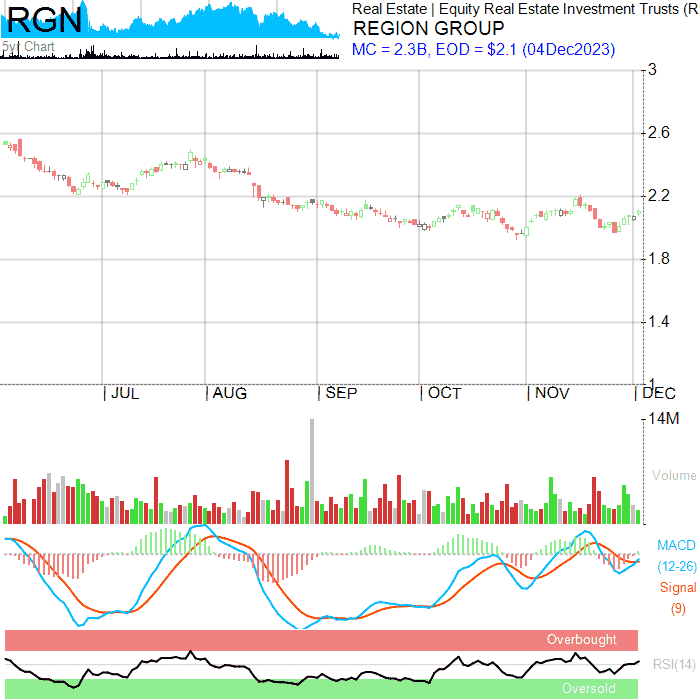 RGN
5yr Chart
Real Estate | Equity Real Estate Investment Trusts (R
REGION GROUP
MC = 2.3B, EOD = $2.1 (04Dec2023)
3
2.6
2.2
1.8
1.4
1
JUL AUG SEP OCT NOV DEC
14M
Volume
MACD
(12-26)
Signal
(9)
Overbought
RSI(14)
Oversold